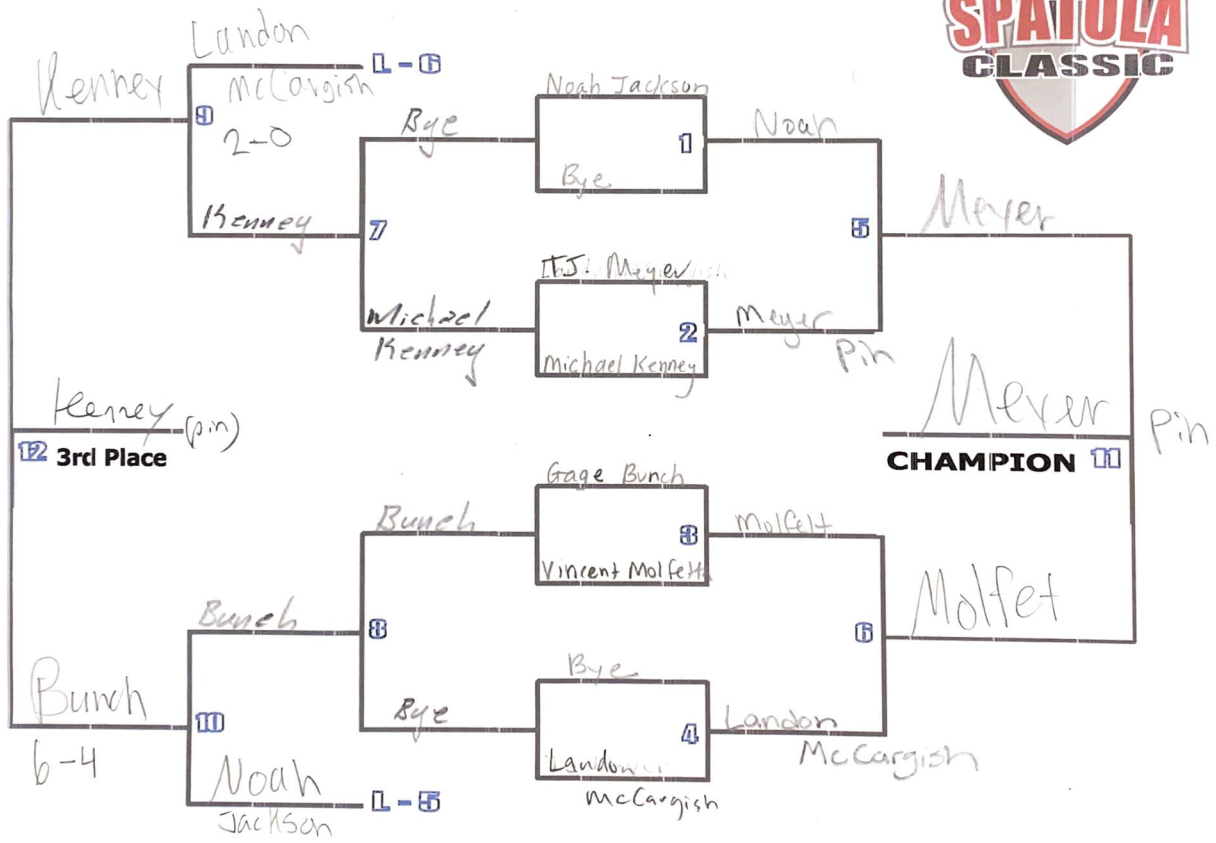 SPATULA
CLASSIC
Landon
McCargish
L-6
Kenney
9
2-0
Kenney
Bye
7
Michael
Kenney
Noah Jackson
1
Bye
Noah
T.J. Meyer
2
Michael Kenney
Meyer
Pin
5
Meyer
Kenney
(pin)
12 3rd Place
Meyer
CHAMPION 11
Pin
Gage Bunch
3
Vincent Molfett
Molfelt
Bunch
8
Bye
Bye
4
Landon
McCargish
Landon
McCargish
6
Molfet
Bunch
Bunch
6-4
10
Noah
Jackson
L-5